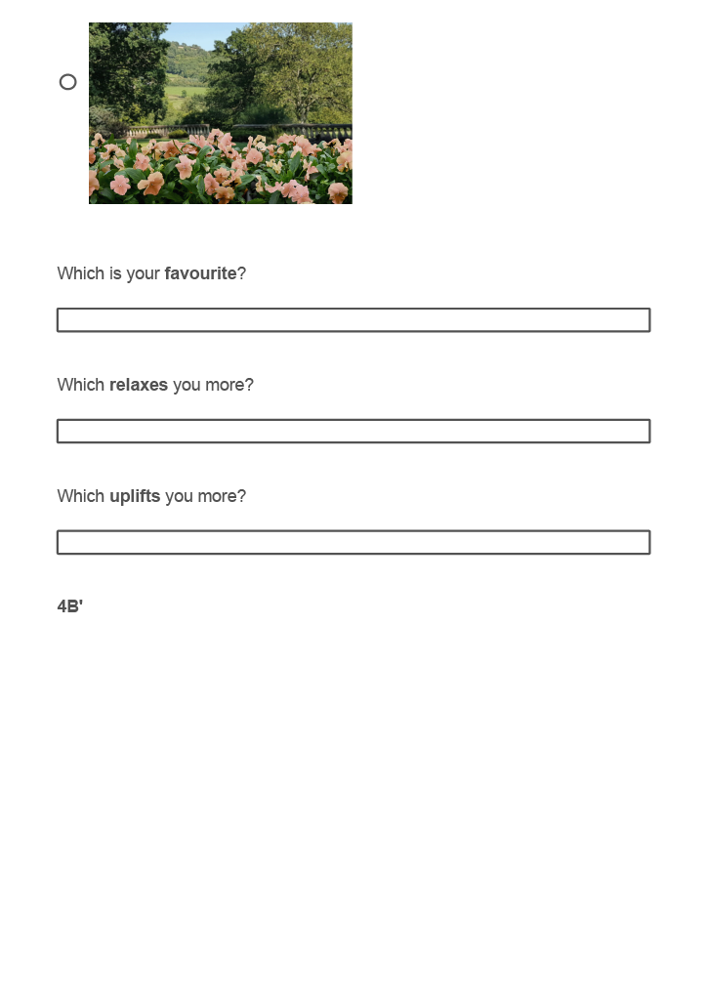 Which is your favourite?
Which relaxes you more?
Which uplifts you more?
4B'